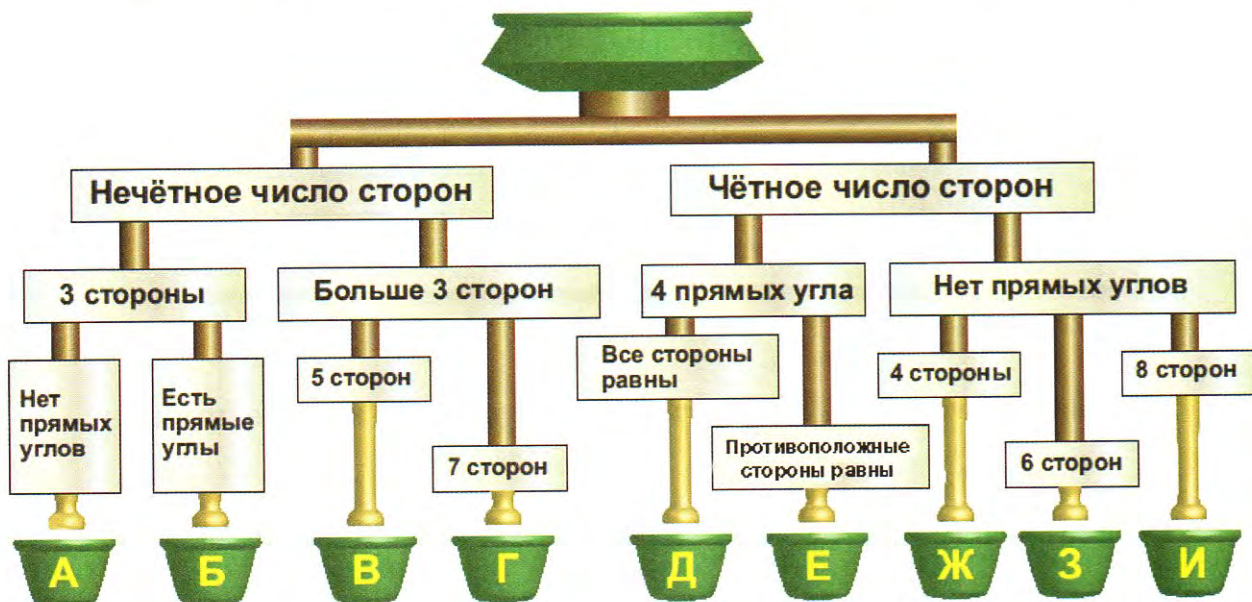 Нечётное число сторон
Чётное число сторон
3 стороны
Больше 3 сторон
4 прямых угла
Нет прямых углов
Нет
прямых
углов
Есть
прямые
углы
5 сторон
7 сторон
Все стороны
равны
Противоположные
стороны равны
4 стороны
6 сторон
8 сторон
А
Б
В
Г
Д
Е
Ж
З
И